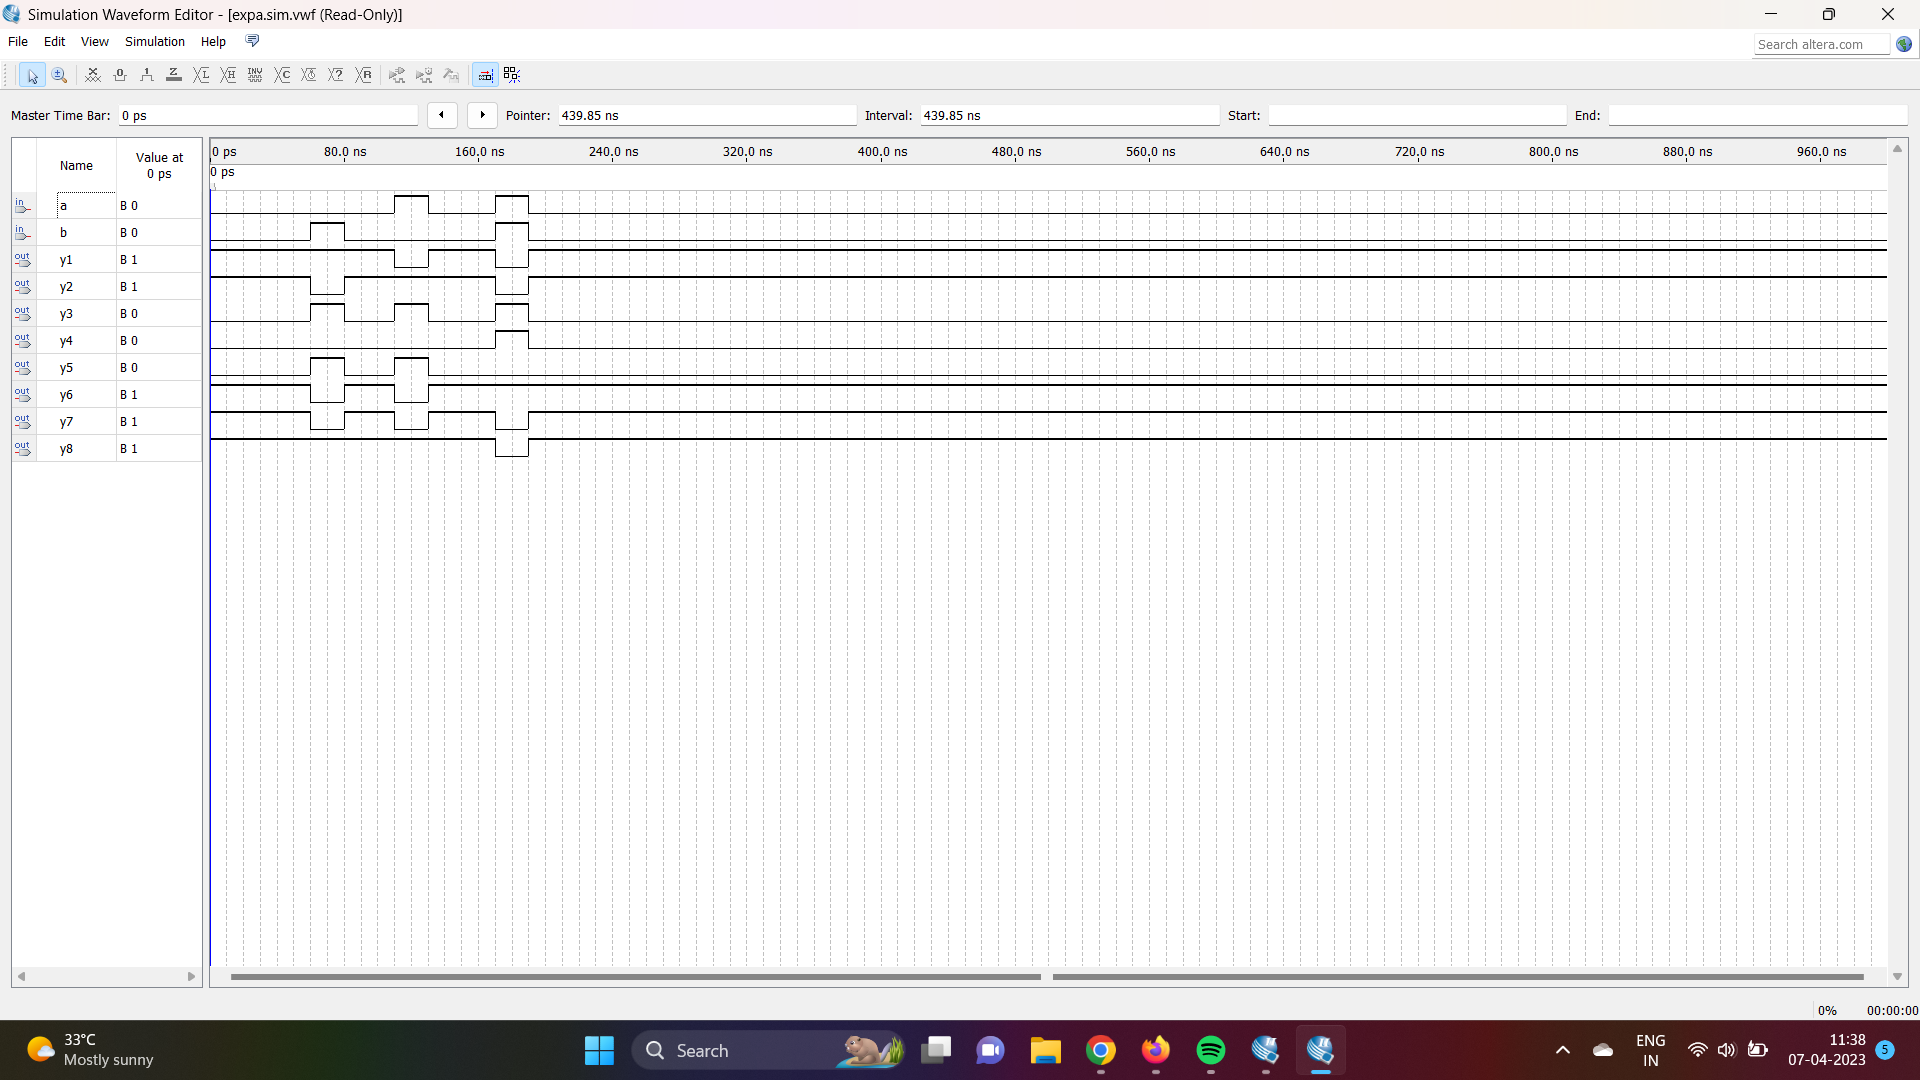 Simulation Waveform Editor - [expa.sim.vwf (Read-Only)]
File Edit View Simulation Help
Search altera.com
Master Time Bar: 0 ps Pointer: 439.85 ns Interval: 439.85 ns Start: End:
Name Value at 0 ps
0 ps 80.0 ns 160.0 ns 240.0 ns 320.0 ns 400.0 ns 480.0 ns 560.0 ns 640.0 ns 720.0 ns 800.0 ns 880.0 ns 960.0 ns
0 ps
in a B 0
in b B 0
out y1 B 1
out y2 B 1
out y3 B 0
out y4 B 0
out y5 B 0
out y6 B 1
out y7 B 1
out y8 B 1
0% 00:00:00
33°C
Mostly sunny
Search
ENG
IN
11:38
07-04-2023
5